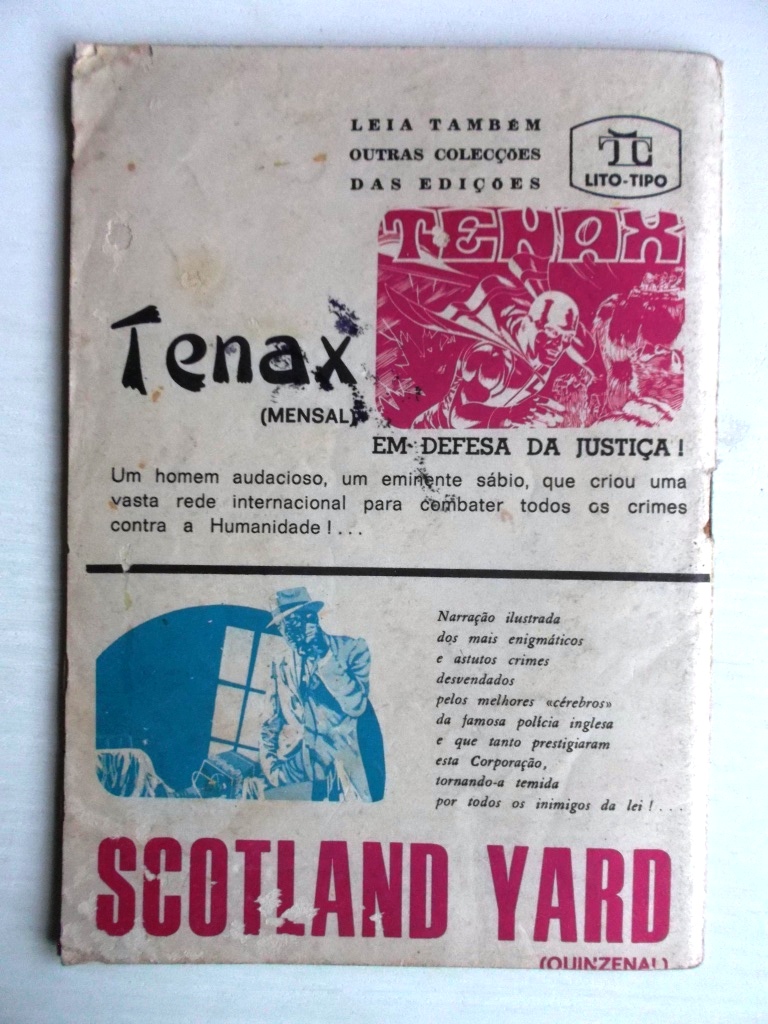 LEIA TAMBÉM
OUTRAS COLECÇÕES
DAS EDIÇÕES
LITO-TIPO
TENAX
Tenax
(MENSAL)
EM DEFESA DA JUSTIÇA!
Um homem audacioso, um eminente sábio, que criou uma
vasta rede internacional para combater todos os crimes
contra a Humanidade!...
Narração ilustrada
dos mais enigmáticos
e astutos crimes
desvendados
pelos melhores «cérebros»
da famosa polícia inglesa
e que tanto prestigiaram
esta Corporação,
tornando-a temida
por todos os inimigos da lei!...
SCOTLAND YARD
(QUINZENAL)